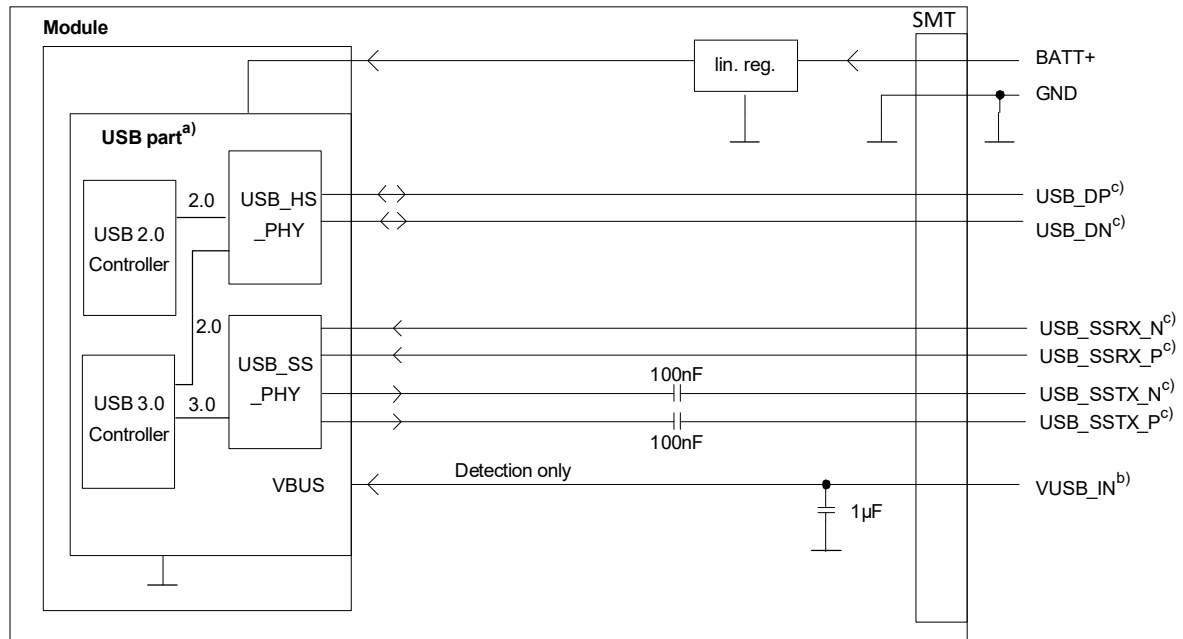 SMT
Module
BATT+
lin. reg.
GND
USB part^a)
2.0
USB_HS
_PHY
USB_DP^c)
USB_DN^c)
USB 2.0
Controller
2.0
USB_SSRX_N^c)
USB_SSRX_P^c)
USB_SS
_PHY
100nF
USB_SSTX_N^c)
USB 3.0
Controller
3.0
USB_SSTX_P^c)
100nF
Detection only
VBUS
VUSB_IN^b)
1µF